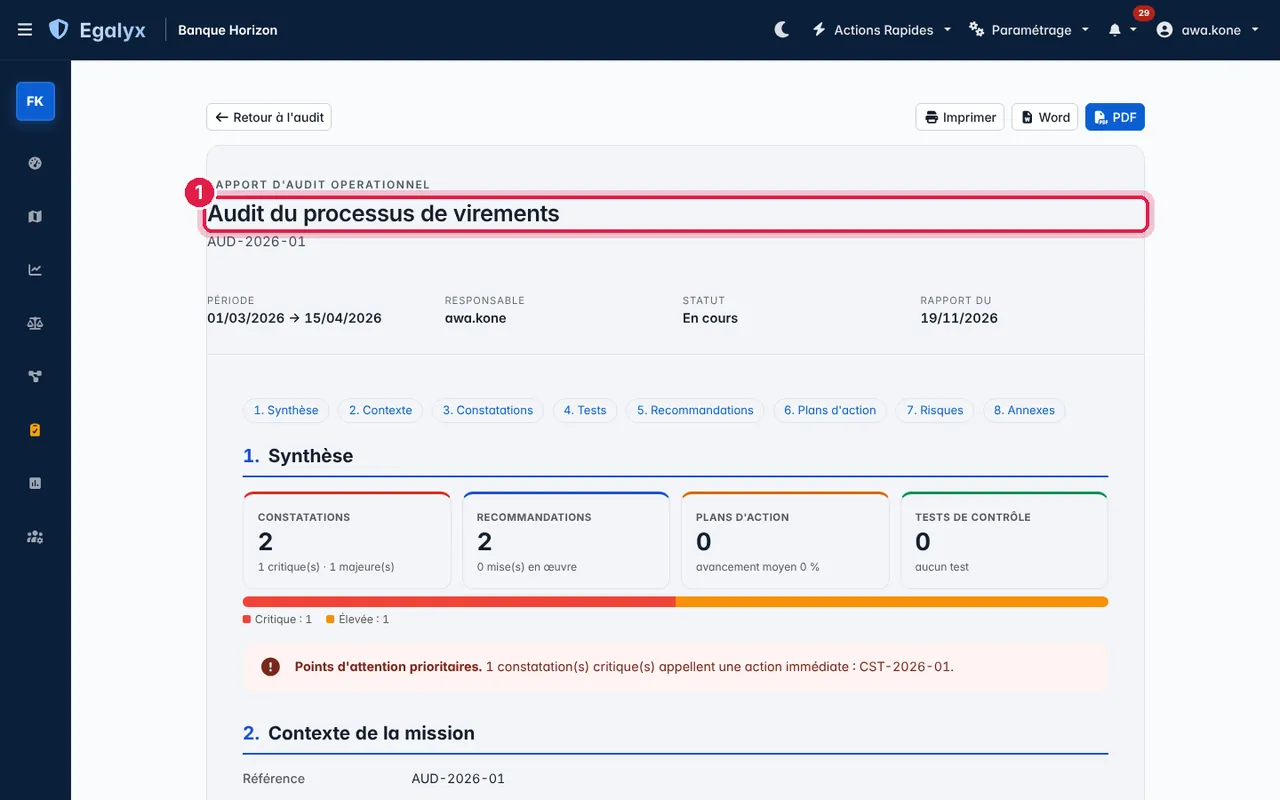 Egalyx
Banque Horizon
Actions Rapides
Paramétrage
29
awa.kone
FK
Retour à l'audit
Imprimer
Word
PDF
1
APPORT D'AUDIT OPERATIONNEL
Audit du processus de virements
AUD-2026-01
PÉRIODE RESPONSABLE STATUT RAPPORT DU
01/03/2026 → 15/04/2026 awa.kone En cours 19/11/2026
1. Synthèse 2. Contexte 3. Constatations 4. Tests 5. Recommandations 6. Plans d'action 7. Risques 8. Annexes
1. Synthèse
CONSTATATIONS RECOMMANDATIONS PLANS D'ACTION TESTS DE CONTRÔLE
2 2 0 0
1 critique(s) · 1 majeure(s) 0 mise(s) en œuvre avancement moyen 0 % aucun test
Critique : 1 Élevée : 1
Points d'attention prioritaires. 1 constatation(s) critique(s) appellent une action immédiate : CST-2026-01.
2. Contexte de la mission
Référence AUD-2026-01